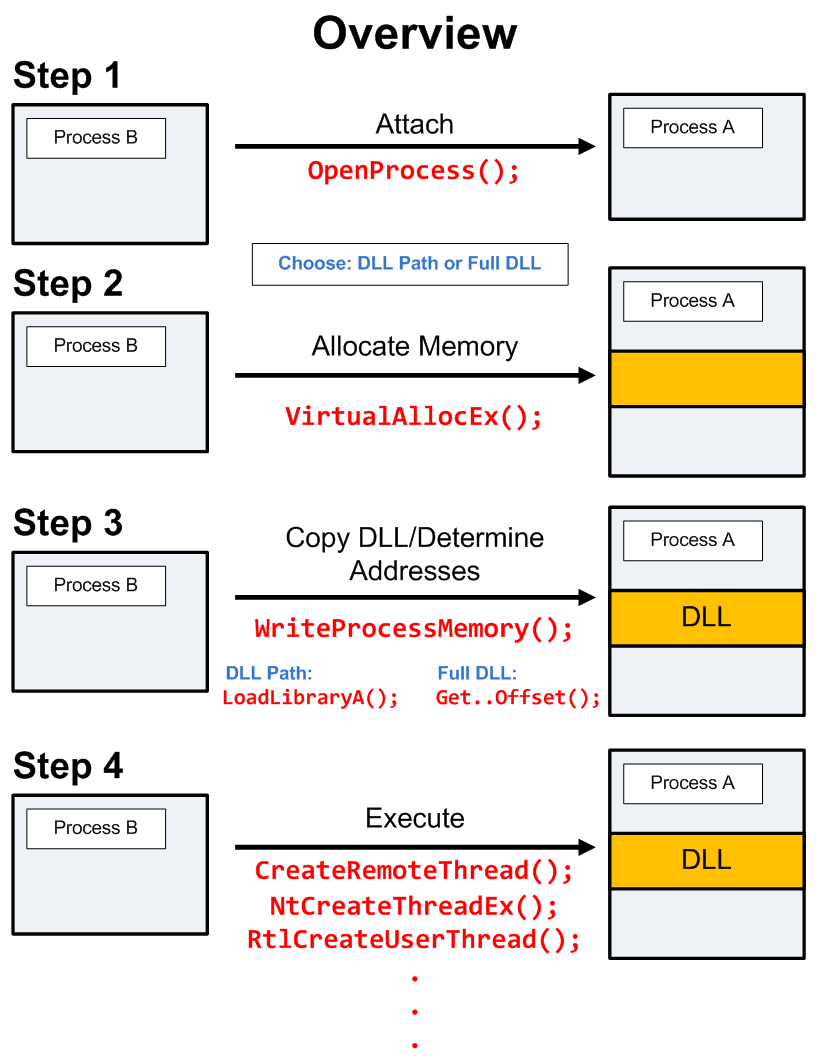 Overview
Step 1
Process B
Attach
OpenProcess();
Process A
Choose: DLL Path or Full DLL
Step 2
Process B
Allocate Memory
VirtualAllocEx();
Process A
Step 3
Process B
Copy DLL/Determine
Addresses
WriteProcessMemory();
DLL Path:
LoadLibraryA();
Full DLL:
Get..Offset();
Process A
DLL
Step 4
Process B
Execute
CreateRemoteThread();
NtCreateThreadEx();
RtlCreateUserThread();
.
.
.
Process A
DLL